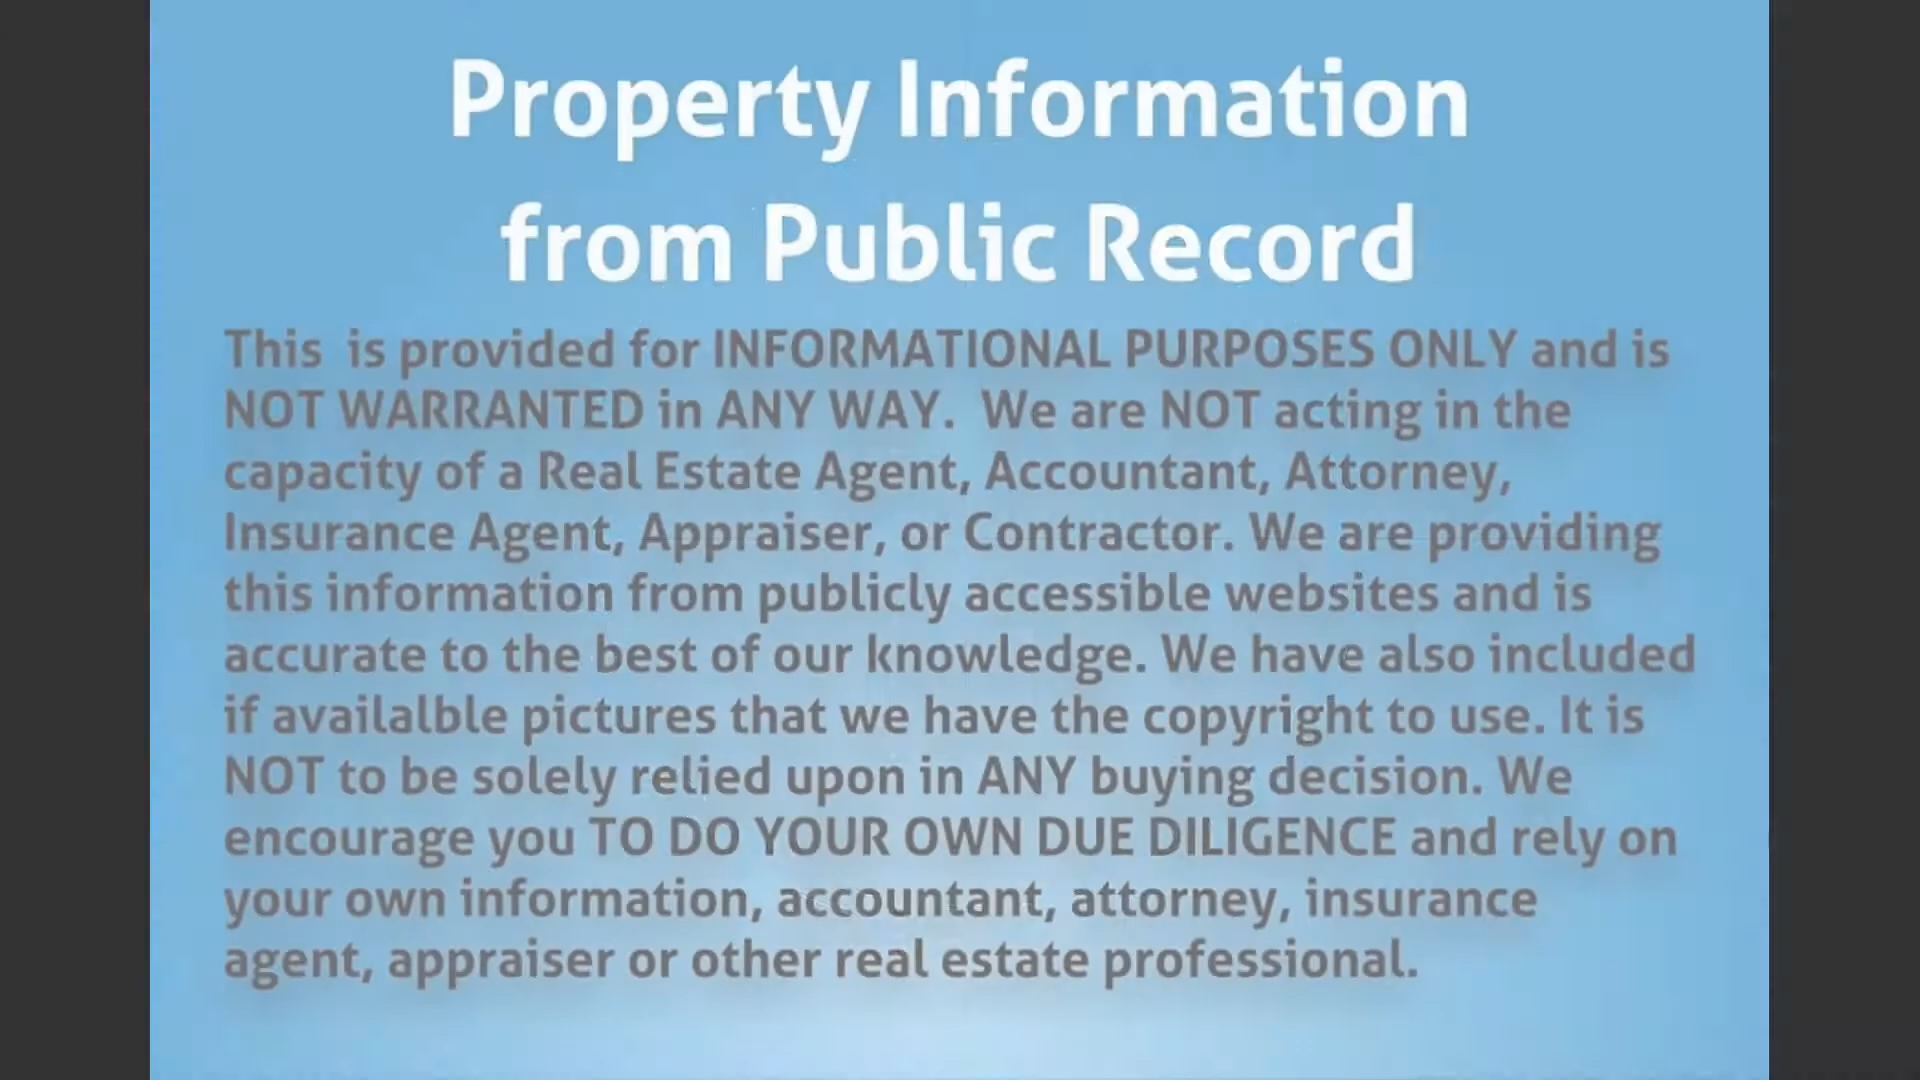 Property Information
from Public Record
This  is provided for INFORMATIONAL PURPOSES ONLY and is
NOT WARRANTED in ANY WAY.  We are NOT acting in the
capacity of a Real Estate Agent, Accountant, Attorney,
Insurance Agent, Appraiser, or Contractor. We are providing
this information from publicly accessible websites and is
accurate to the best of our knowledge. We have also included
if availalble pictures that we have the copyright to use. It is
NOT to be solely relied upon in ANY buying decision. We
encourage you TO DO YOUR OWN DUE DILIGENCE and rely on
your own information, accountant, attorney, insurance
agent, appraiser or other real estate professional.